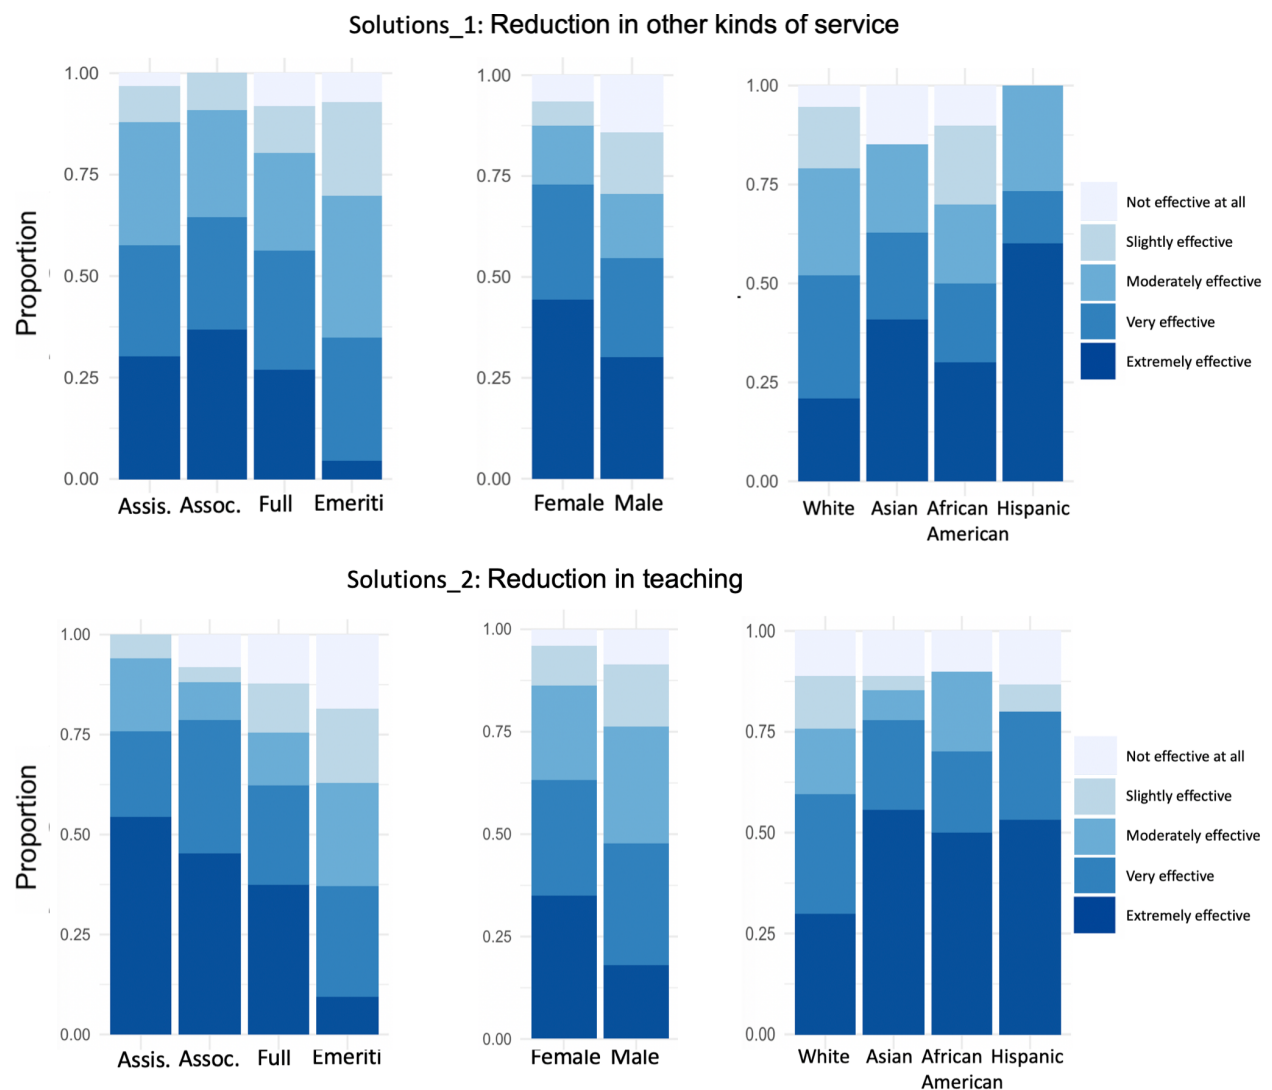 Solutions_1: Reduction in other kinds of service
Proportion
1.00
0.75
0.50
0.25
0.00
Assis. Assoc. Full Emeriti
1.00
0.75
0.50
0.25
0.00
Female Male
1.00
0.75
0.50
0.25
0.00
White Asian African Hispanic
American
Not effective at all
Slightly effective
Moderately effective
Very effective
Extremely effective
Solutions_2: Reduction in teaching
Proportion
1.00
0.75
0.50
0.25
0.00
Assis. Assoc. Full Emeriti
1.00
0.75
0.50
0.25
0.00
Female Male
1.00
0.75
0.50
0.25
0.00
White Asian African Hispanic
American
Not effective at all
Slightly effective
Moderately effective
Very effective
Extremely effective